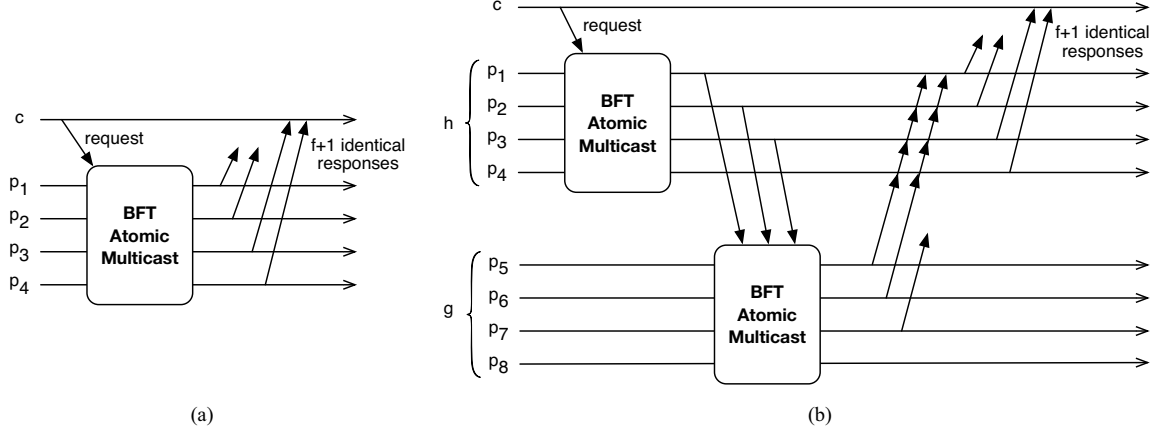 c
request
f+1 identical
responses
p1
p2
p3
p4
BFT
Atomic
Multicast
(a)
c
request
f+1 identical
responses
h
p1
p2
p3
p4
BFT
Atomic
Multicast
g
p5
p6
p7
p8
BFT
Atomic
Multicast
(b)